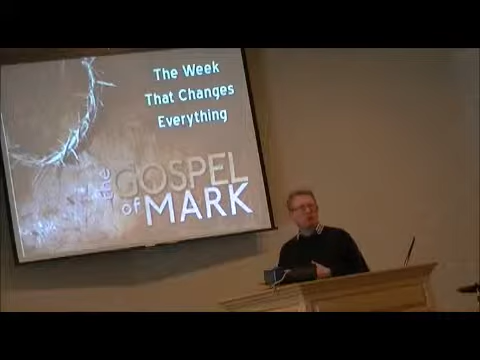 The Week
That Changes
Everything
the GOSPEL
of MARK